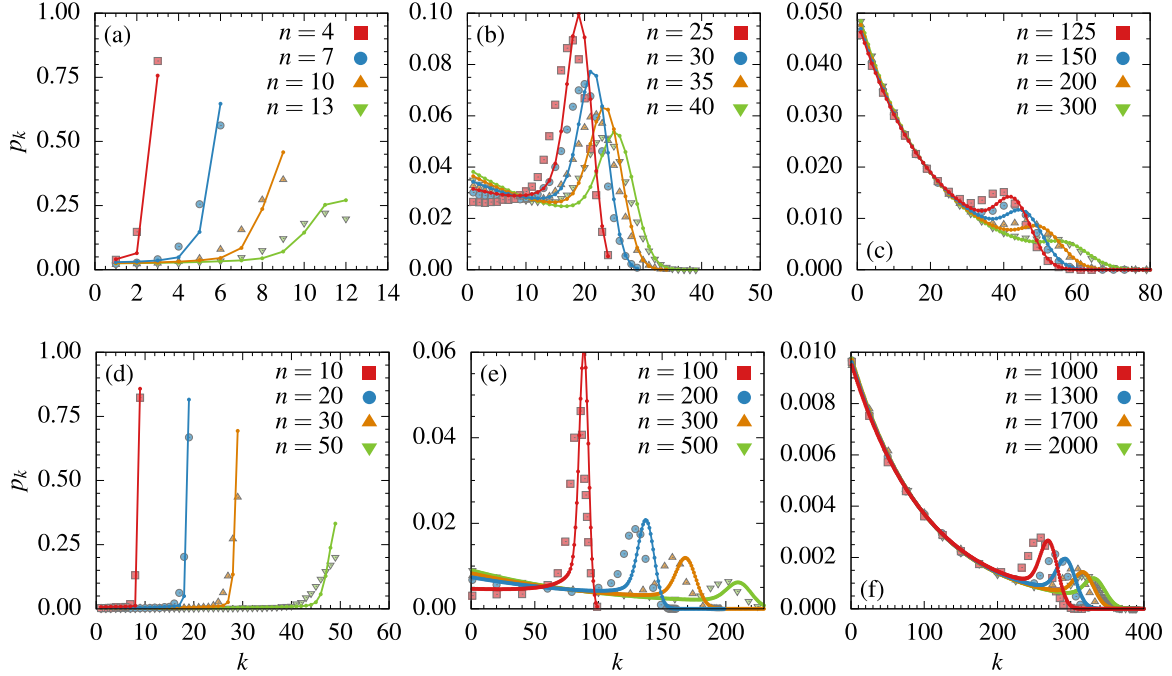 1.00
0.75
0.50
0.25
0.00
p_k
(a)
n = 4
n = 7
n = 10
n = 13
0 2 4 6 8 10 12 14
0.10
0.08
0.06
0.04
0.02
0.00
(b)
n = 25
n = 30
n = 35
n = 40
0 10 20 30 40 50
0.050
0.040
0.030
0.020
0.010
0.000
(c)
n = 125
n = 150
n = 200
n = 300
0 20 40 60 80
1.00
0.75
0.50
0.25
0.00
p_k
(d)
n = 10
n = 20
n = 30
n = 50
0 10 20 30 40 50 60
k
0.06
0.04
0.02
0.00
(e)
n = 100
n = 200
n = 300
n = 500
0 50 100 150 200
k
0.010
0.008
0.006
0.004
0.002
0.000
(f)
n = 1000
n = 1300
n = 1700
n = 2000
0 100 200 300 400
k